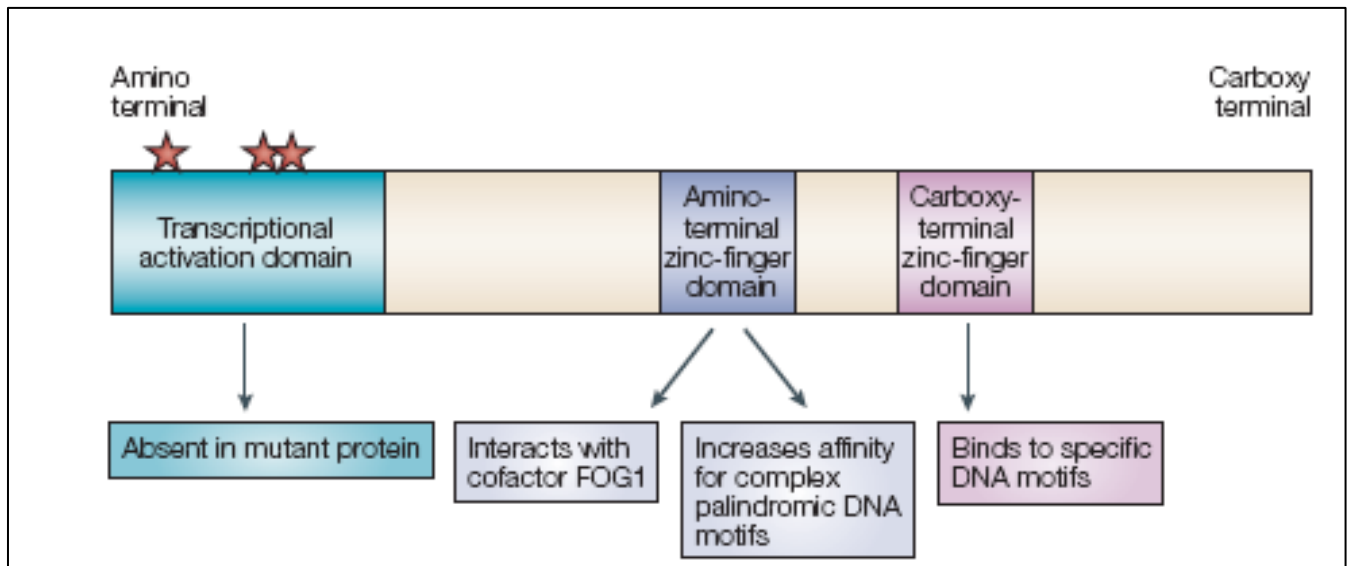 Amino
terminal
Carboxy
terminal
Transcriptional
activation domain
Amino-
terminal
zinc-finger
domain
Carboxy-
terminal
zinc-finger
domain
Absent in mutant protein
Interacts with
cofactor FOG1
Increases affinity
for complex
palindromic DNA
motifs
Binds to specific
DNA motifs